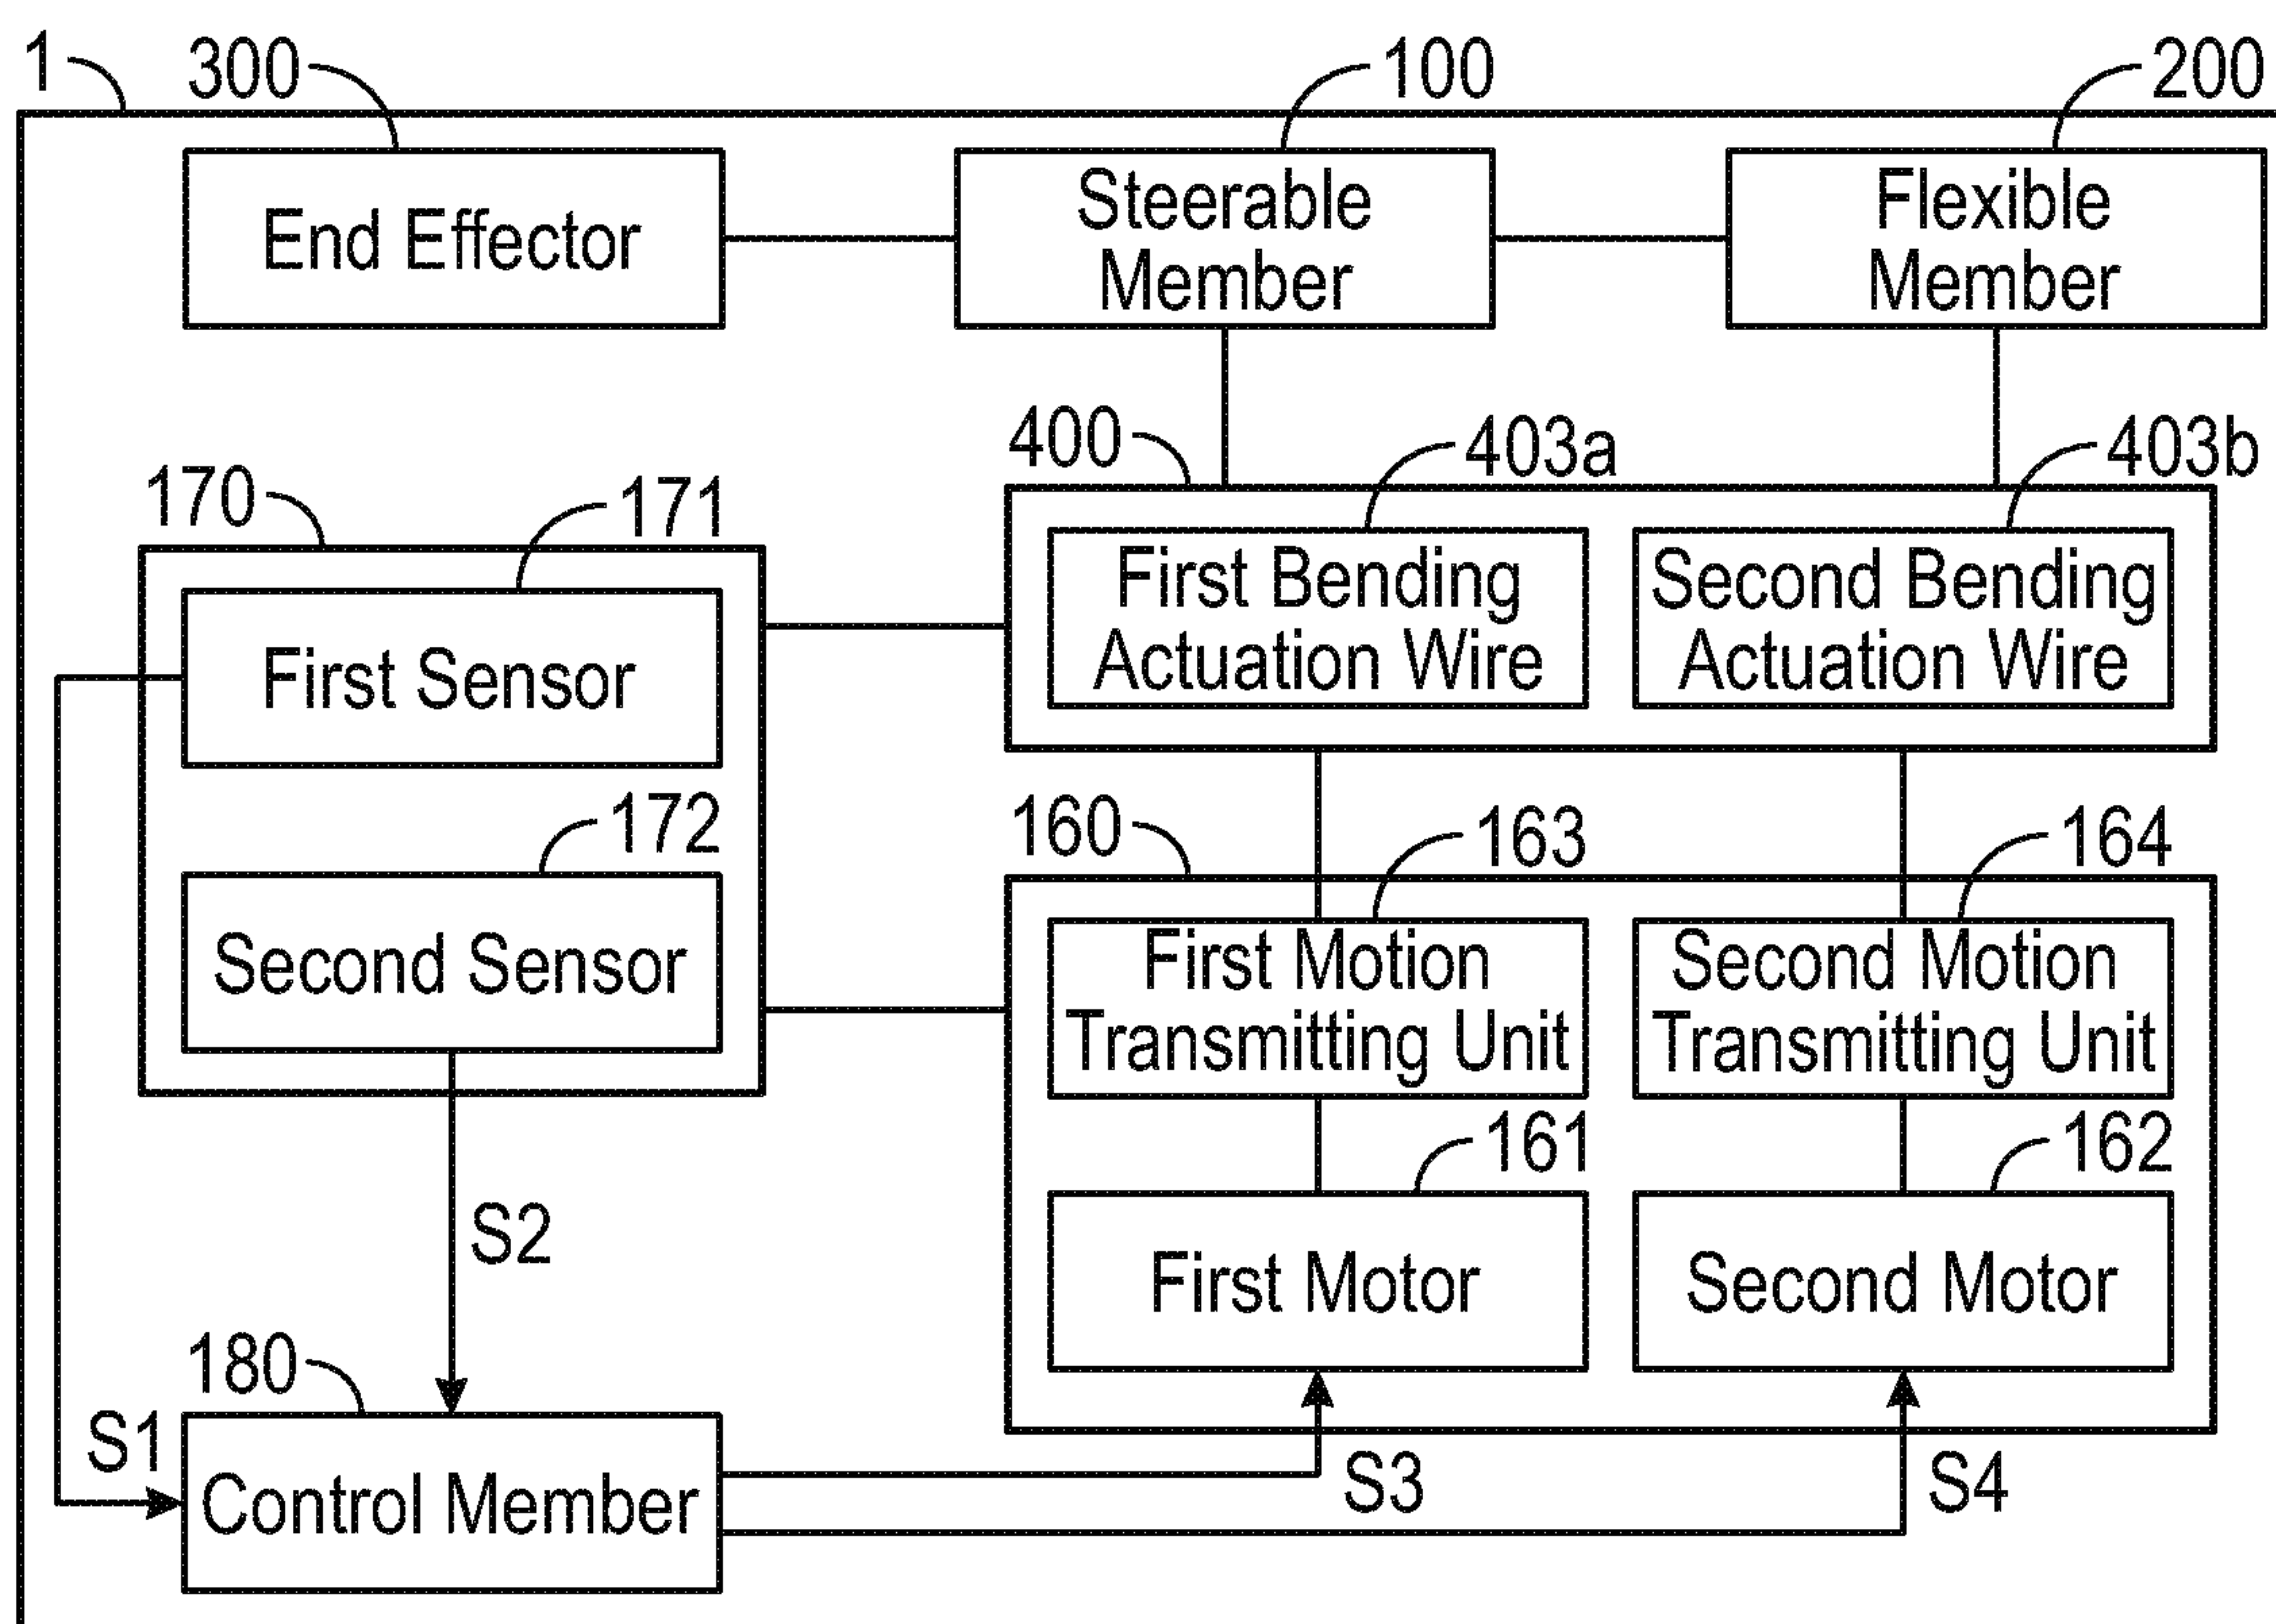 1
300
100
200
End Effector
Steerable
Member
Flexible
Member
400
403a
403b
170
171
First Sensor
First Bending
Actuation Wire
Second Bending
Actuation Wire
172
Second Sensor
160
163
164
First Motion
Transmitting Unit
Second Motion
Transmitting Unit
161
162
First Motor
Second Motor
S2
180
S1
Control Member
S3
S4